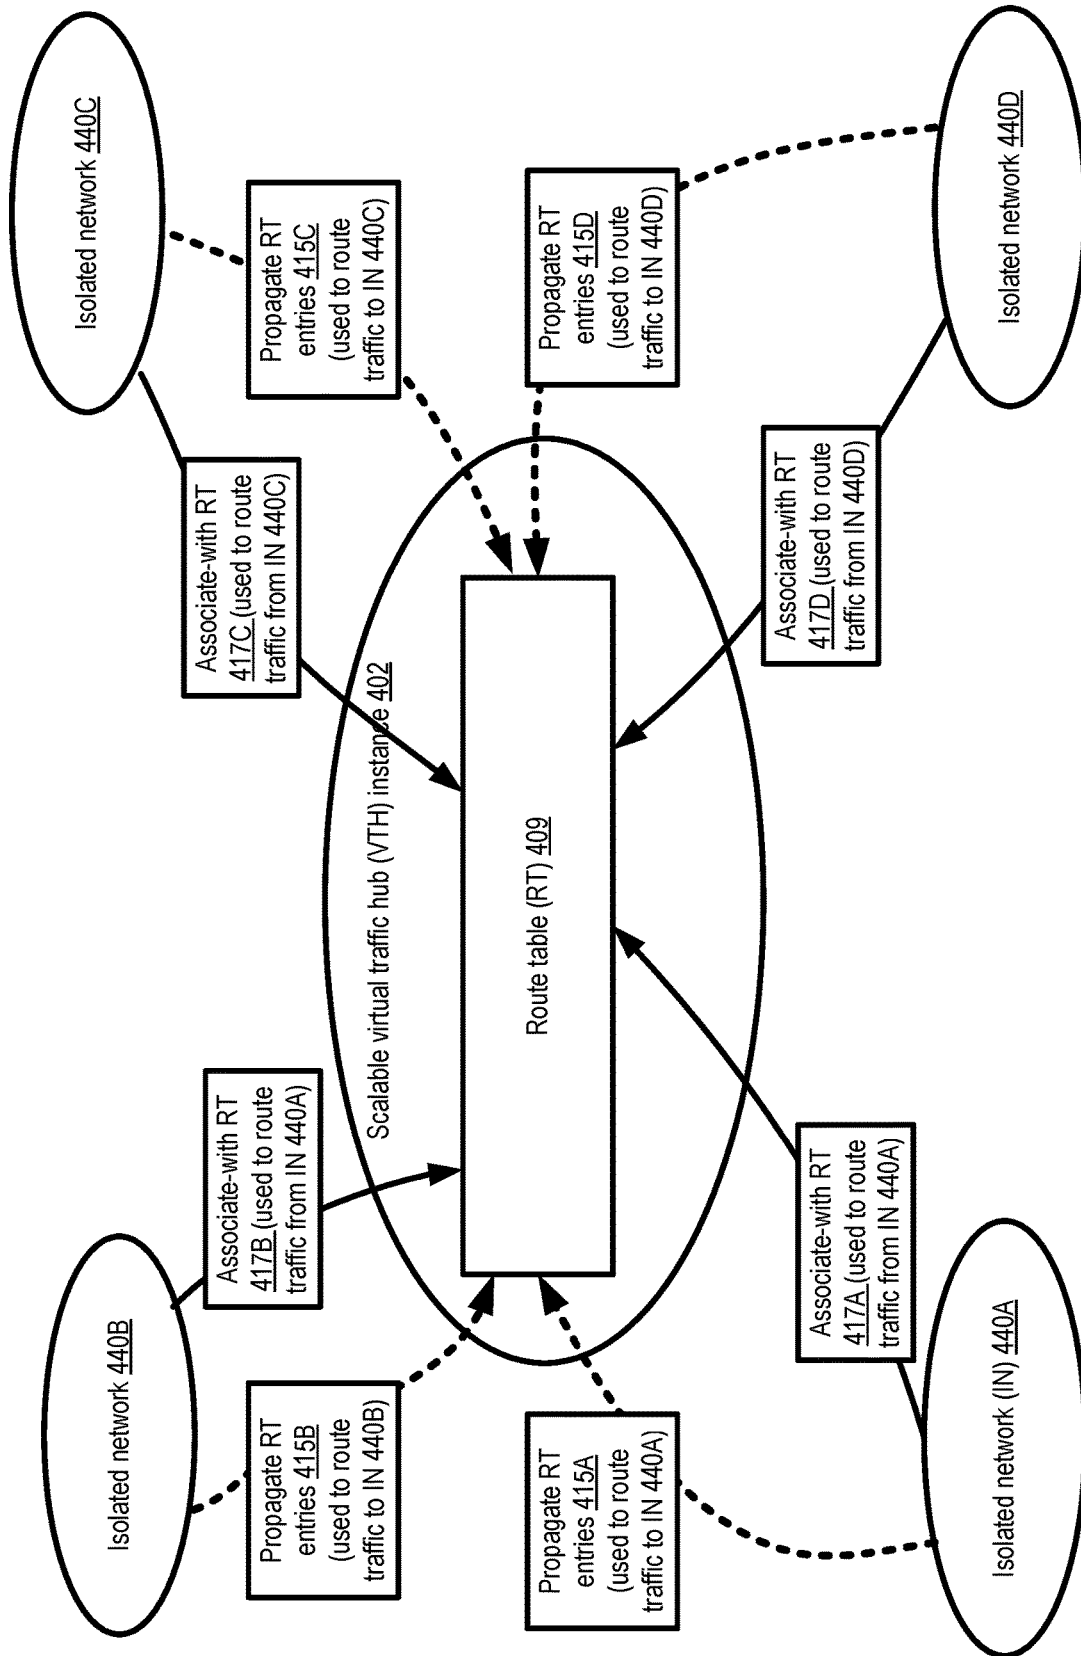 Isolated network 440B
Isolated network 440C
Associate-with RT
417B (used to route
traffic from IN 440A)
Associate-with RT
417C (used to route
traffic from IN 440C)
Propagate RT
entries 415B
(used to route
traffic to IN 440B)
Propagate RT
entries 415C
(used to route
traffic to IN 440C)
Scalable virtual traffic hub (VTH) instance 402
Route table (RT) 409
Propagate RT
entries 415A
(used to route
traffic to IN 440A)
Propagate RT
entries 415D
(used to route
traffic to IN 440D)
Associate-with RT
417A (used to route
traffic from IN 440A)
Associate-with RT
417D (used to route
traffic from IN 440D)
Isolated network (IN) 440A
Isolated network 440D